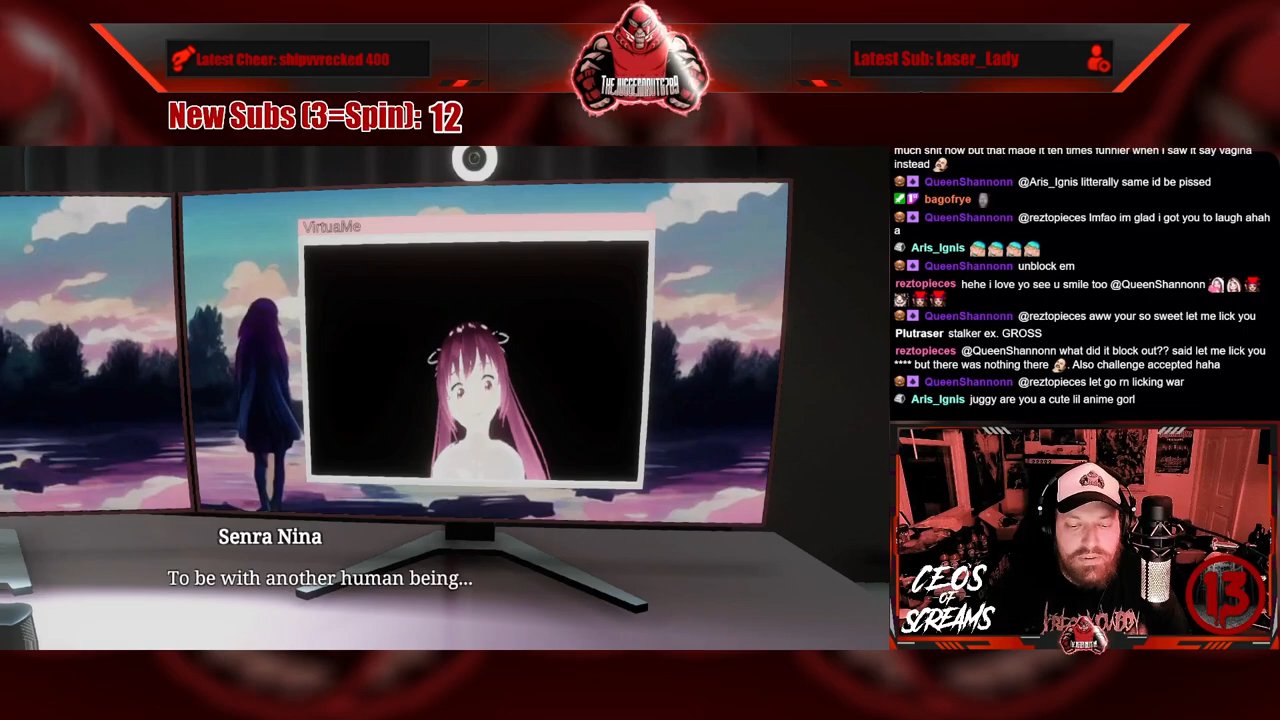 Latest Cheer: shipvvrecked 400
THEJUGGERNAUT6789
Latest Sub: Laser_Lady
New Subs (3=Spin): 12
VirtuaMe
Senra Nina
To be with another human being...
much shit now but that made it ten times funnier when i saw it say vagina
instead
QueenShannonn @Aris_Ignis litterally same id be pissed
bagofrye
QueenShannonn @reztopieces lmfao im glad i got you to laugh ahah
a
Aris_Ignis
QueenShannonn unblock em
reztopieces hehe i love yo see u smile too @QueenShannonn
QueenShannonn @reztopieces aww your so sweet let me lick you
Plutraser stalker ex. GROSS
reztopieces @QueenShannonn what did it block out?? said let me lick you
**** but there was nothing there . Also challenge accepted haha
QueenShannonn @reztopieces let go rn licking war
Aris_Ignis juggy are you a cute lil anime gorl
CEOS
OF
SCREAMS
13